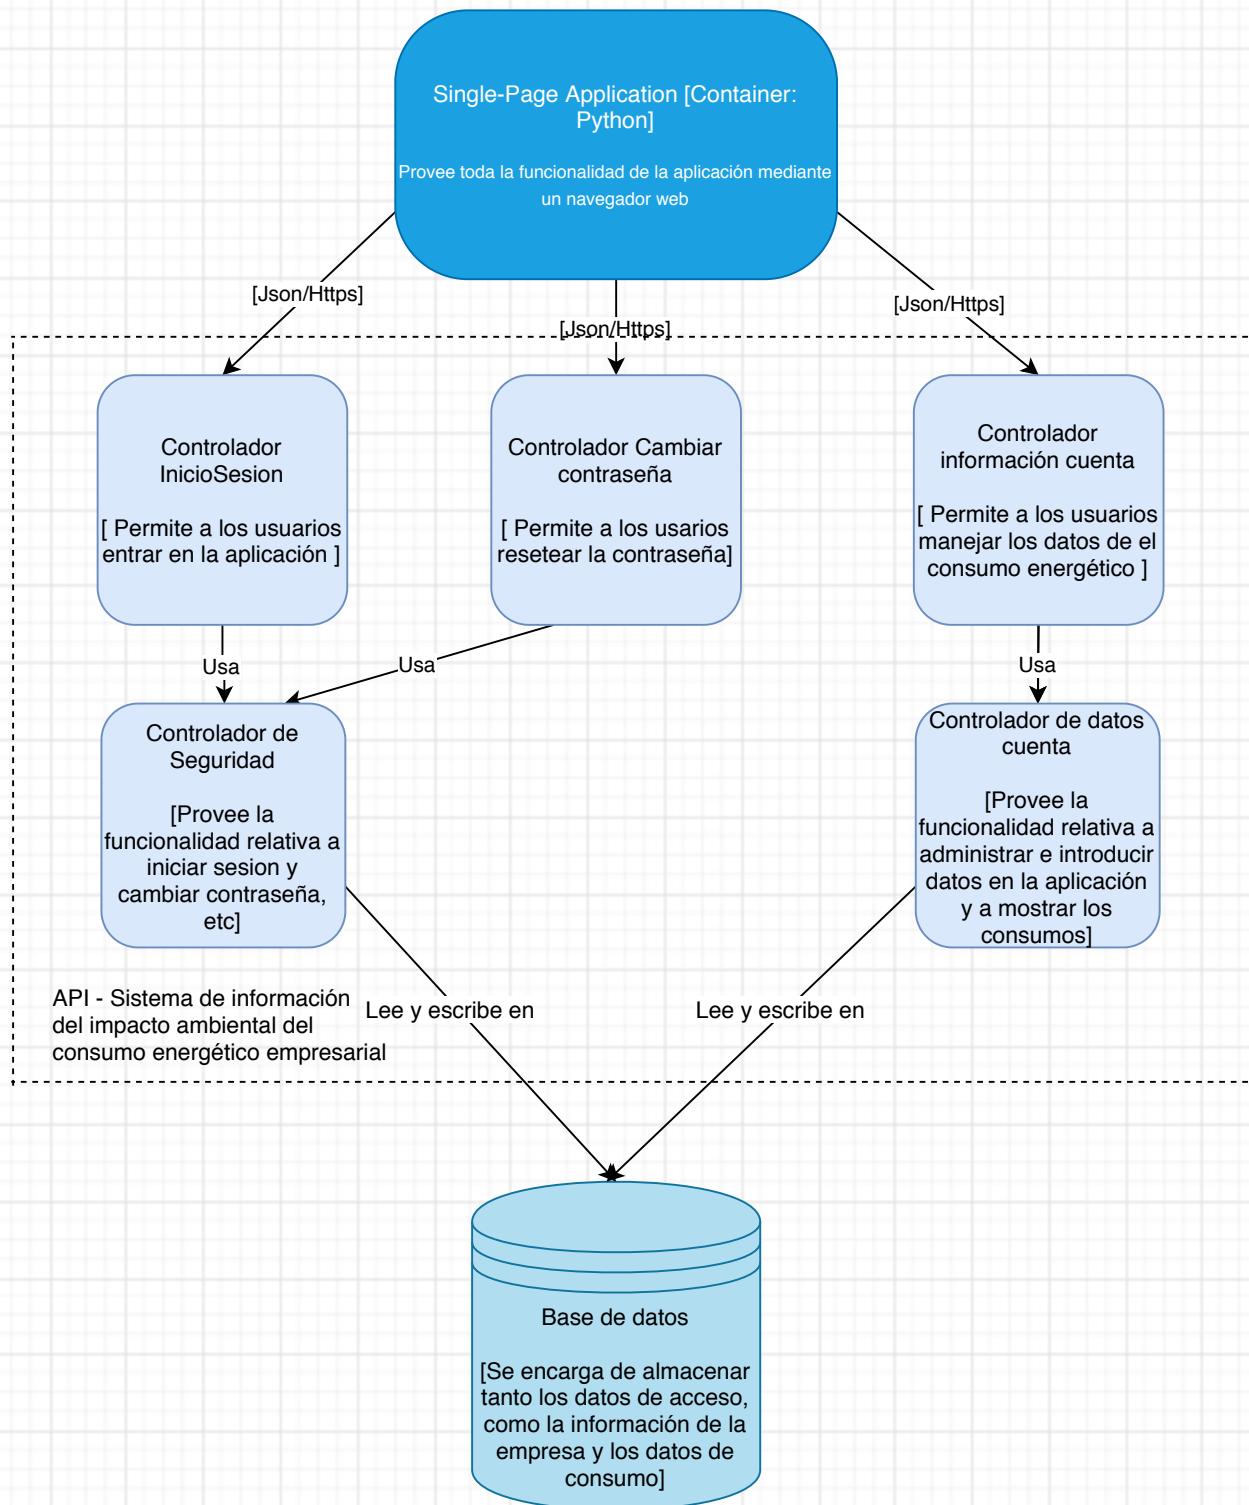 Single-Page Application [Container:
Python]
Provee toda la funcionalidad de la aplicación mediante
un navegador web
[Json/Https]
[Json/Https]
[Json/Https]
Controlador
InicioSesion
[ Permite a los usuarios
entrar en la aplicación ]
Controlador Cambiar
contraseña
[ Permite a los usarios
resetear la contraseña]
Controlador
información cuenta
[ Permite a los usuarios
manejar los datos de el
consumo energético ]
Usa
Usa
Usa
Controlador de
Seguridad
[Provee la
funcionalidad relativa a
iniciar sesion y
cambiar contraseña,
etc]
Controlador de datos
cuenta
[Provee la
funcionalidad relativa a
administrar e introducir
datos en la aplicación
y a mostrar los
consumos]
API - Sistema de información
del impacto ambiental del
consumo energético empresarial
Lee y escribe en
Lee y escribe en
Base de datos
[Se encarga de almacenar
tanto los datos de acceso,
como la información de la
empresa y los datos de
consumo]